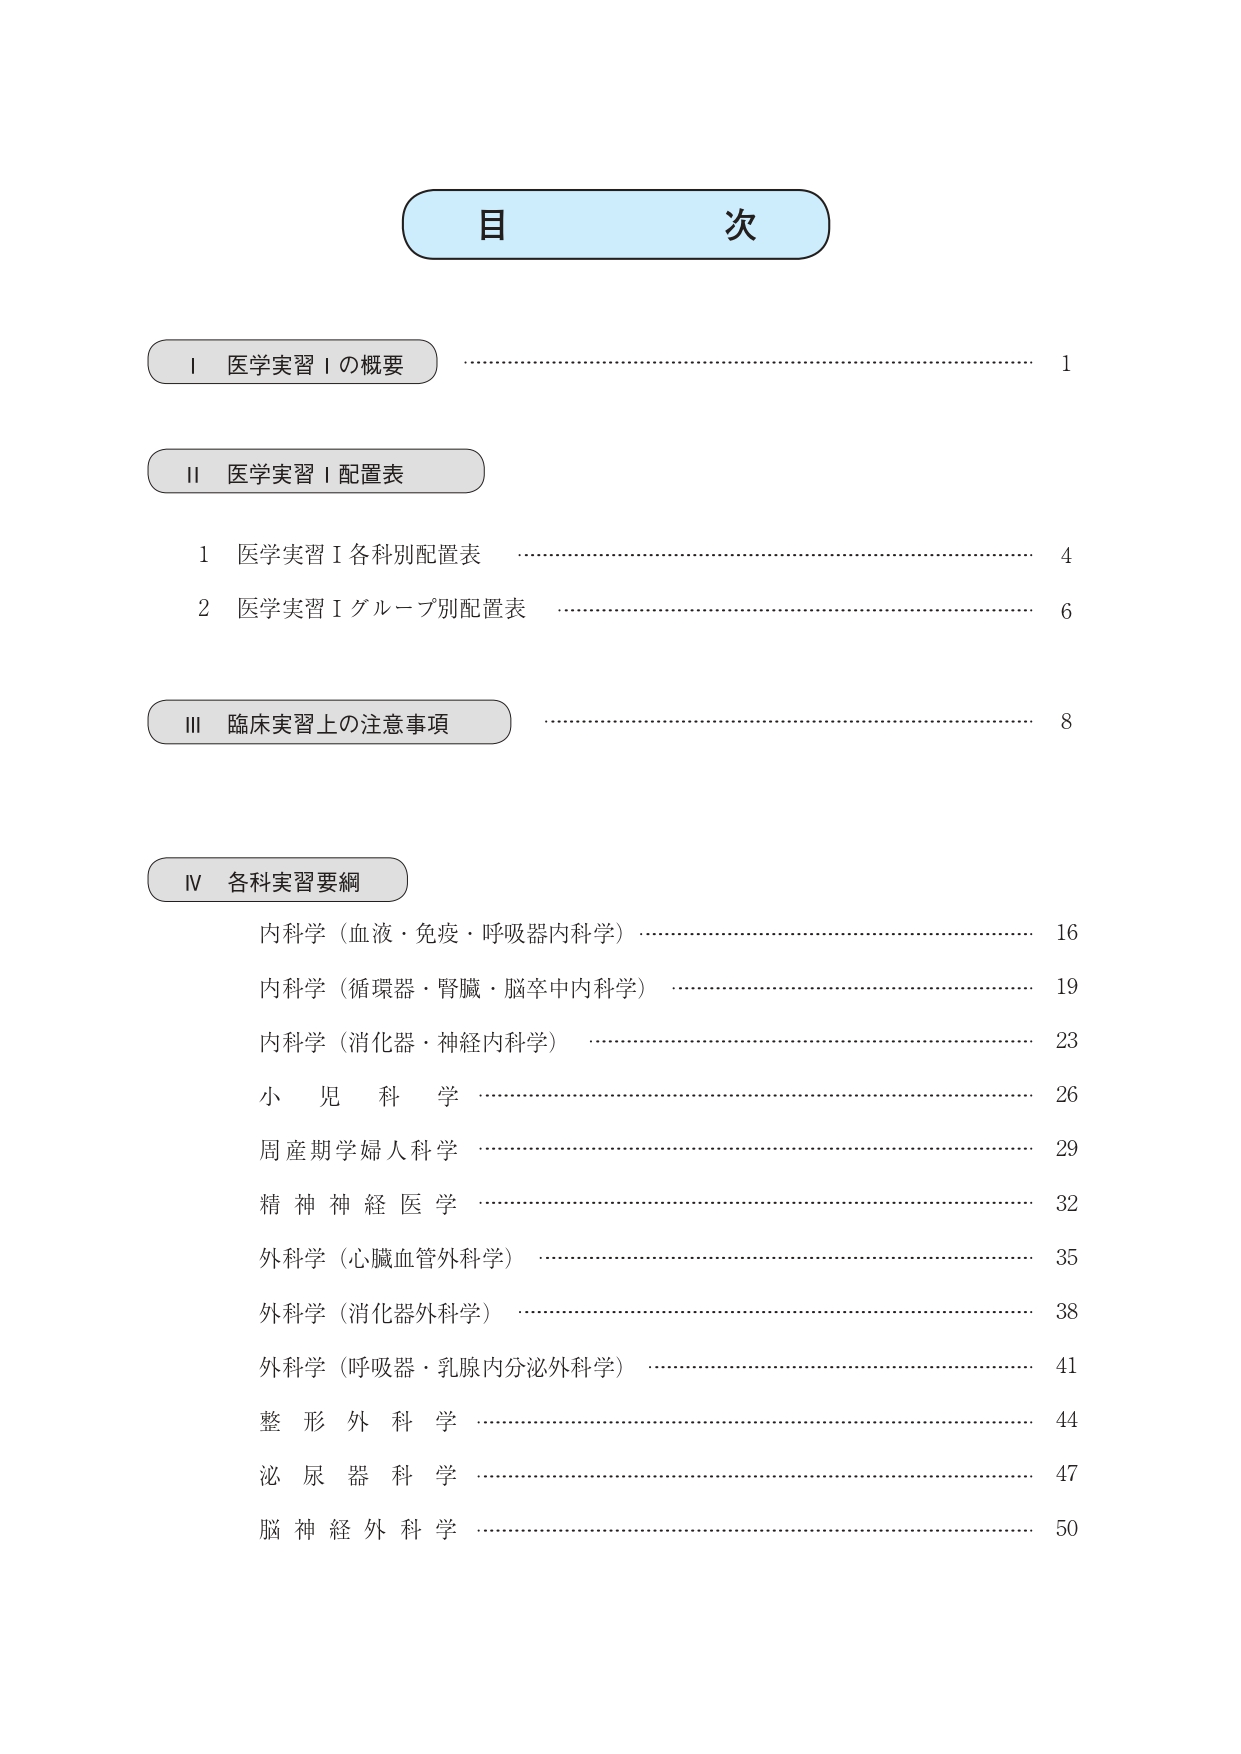 目 次
Ⅰ 医学実習Ⅰの概要 …… 1
Ⅱ 医学実習Ⅰ配置表
1 医学実習Ⅰ各科別配置表 …… 4
2 医学実習Ⅰグループ別配置表 …… 6
Ⅲ 臨床実習上の注意事項 …… 8
Ⅳ 各科実習要綱
内科学（血液・免疫・呼吸器内科学） …… 16
内科学（循環器・腎臓・脳卒中内科学） …… 19
内科学（消化器・神経内科学） …… 23
小児科学 …… 26
周産期学婦人科学 …… 29
精神神経医学 …… 32
外科学（心臓血管外科学） …… 35
外科学（消化器外科学） …… 38
外科学（呼吸器・乳腺内分泌外科学） …… 41
整形外科学 …… 44
泌尿器科学 …… 47
脳神経外科学 …… 50